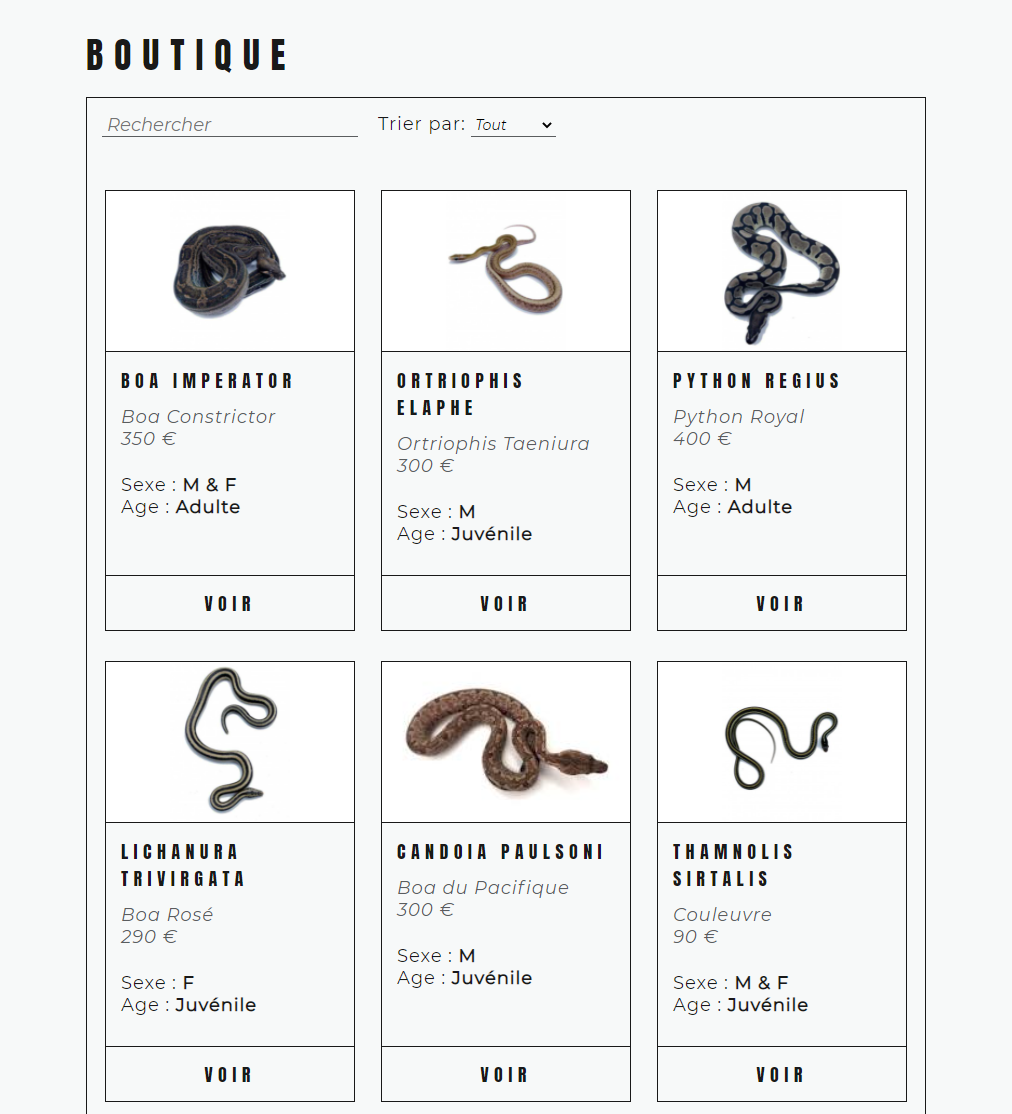 BOUTIQUE
Rechercher Trier par: Tout
BOA IMPERATOR
Boa Constrictor
350 €
Sexe : M & F
Age : Adulte
VOIR
ORTRIOPHIS
ELAPHE
Ortriophis Taeniura
300 €
Sexe : M
Age : Juvénile
VOIR
PYTHON REGIUS
Python Royal
400 €
Sexe : M
Age : Adulte
VOIR
LICHANURA
TRIVIRGATA
Boa Rosé
290 €
Sexe : F
Age : Juvénile
VOIR
CANDOIA PAULSONI
Boa du Pacifique
300 €
Sexe : M
Age : Juvénile
VOIR
THAMNOLIS
SIRTALIS
Couleuvre
90 €
Sexe : M & F
Age : Juvénile
VOIR